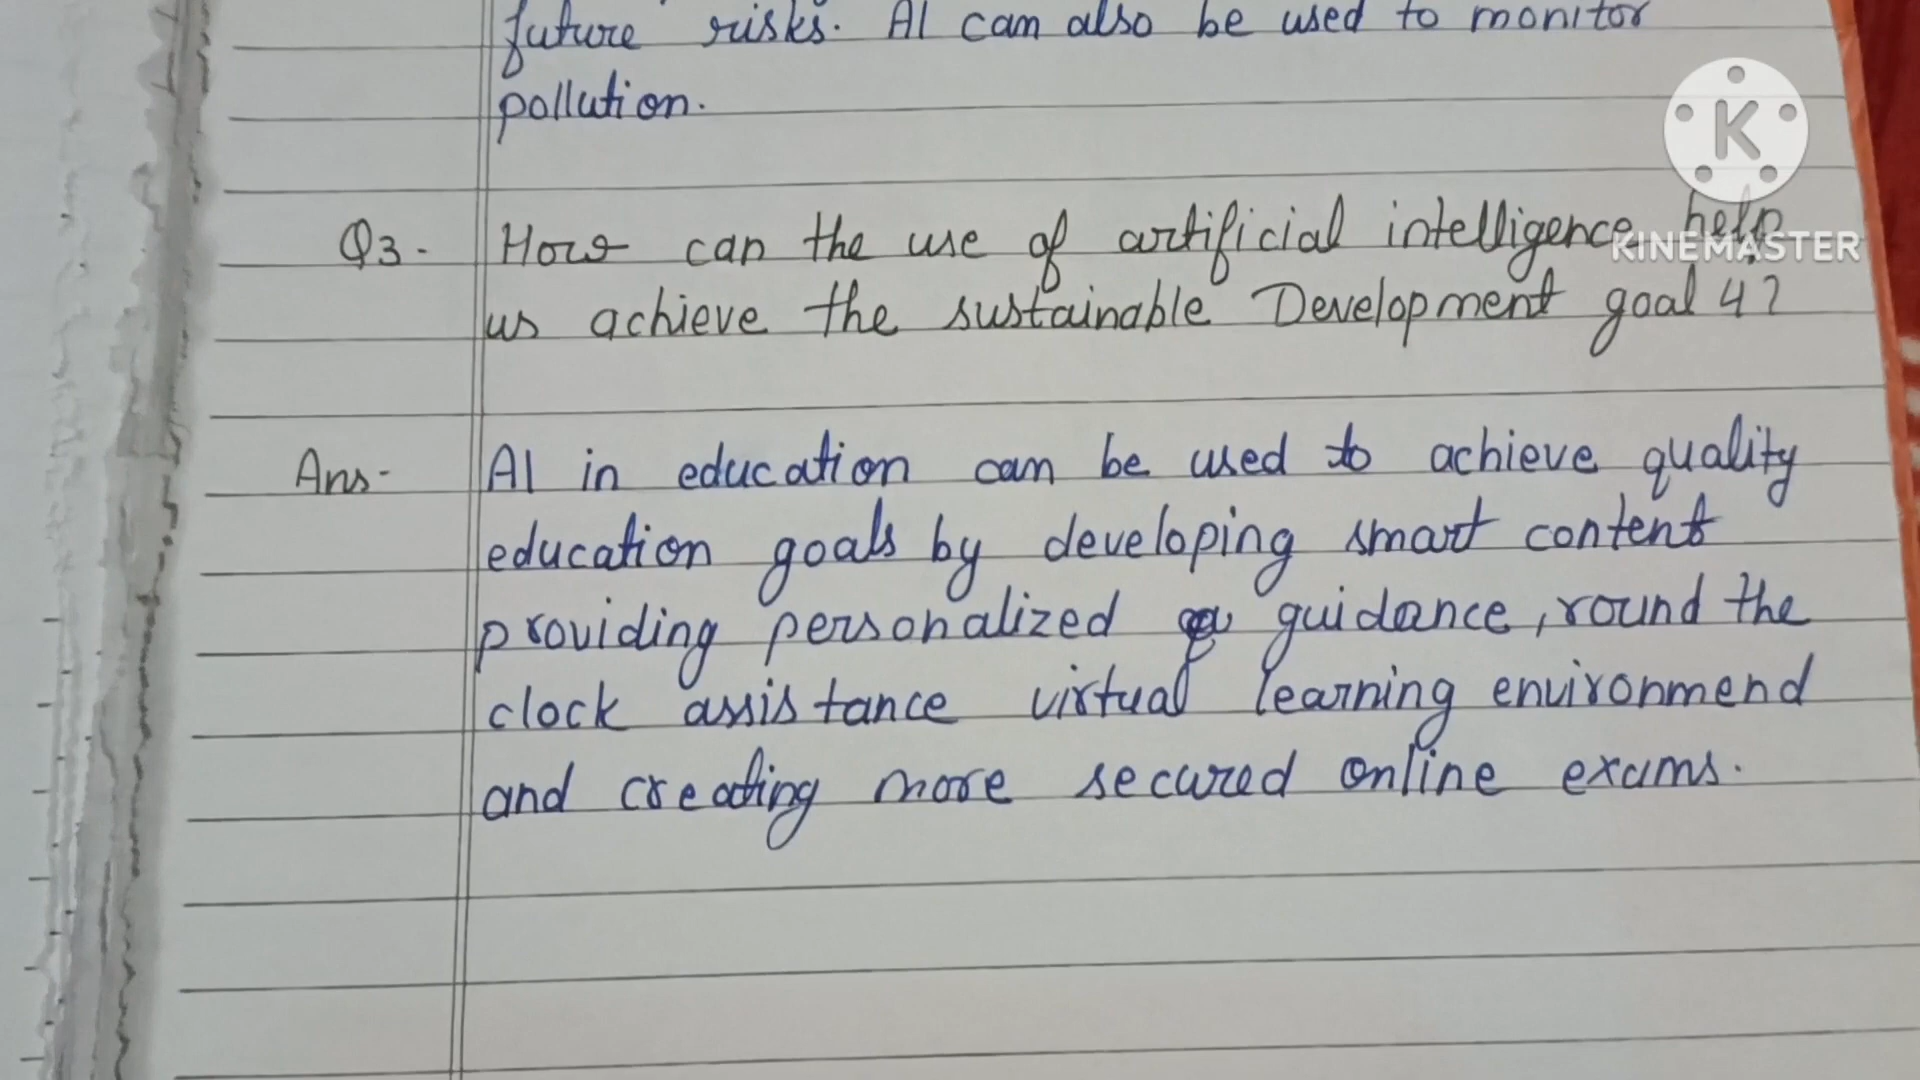 future risks. AI can also be used to monitor
pollution.
K
KINEMASTER
Q3- How can the use of artificial intelligence help
us achieve the sustainable Development goal 4?
Ans- AI in education can be used to achieve quality
education goals by developing smart content
providing personalized guidance, round the
clock assistance virtual learning environmend
and creating more secured online exams.